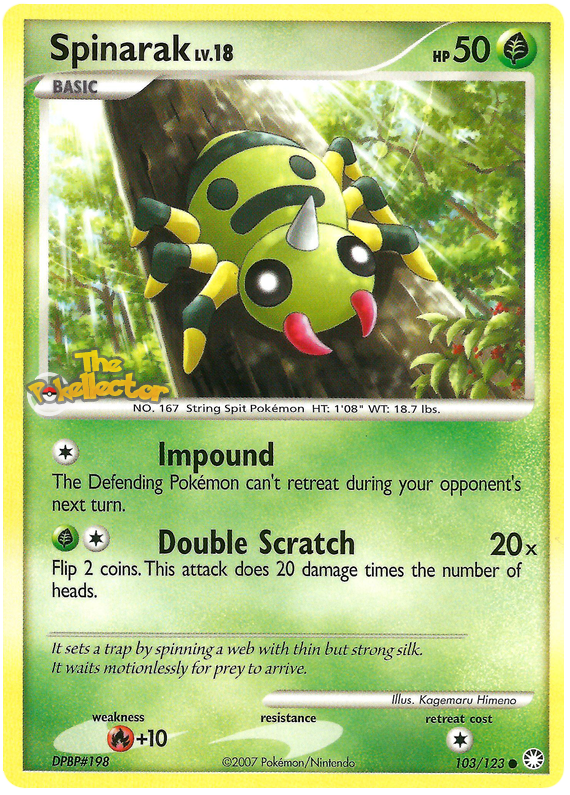 Spinarak LV.18
HP 50
BASIC
The
Pokellector
NO. 167 String Spit Pokémon HT: 1'08" WT: 18.7 lbs.
Impound
The Defending Pokémon can't retreat during your opponent's
next turn.
Double Scratch 20x
Flip 2 coins. This attack does 20 damage times the number of
heads.
It sets a trap by spinning a web with thin but strong silk.
It waits motionlessly for prey to arrive.
Illus. Kagemaru Himeno
weakness resistance retreat cost
+10
DPBP#198 ©2007 Pokémon/Nintendo 103/123